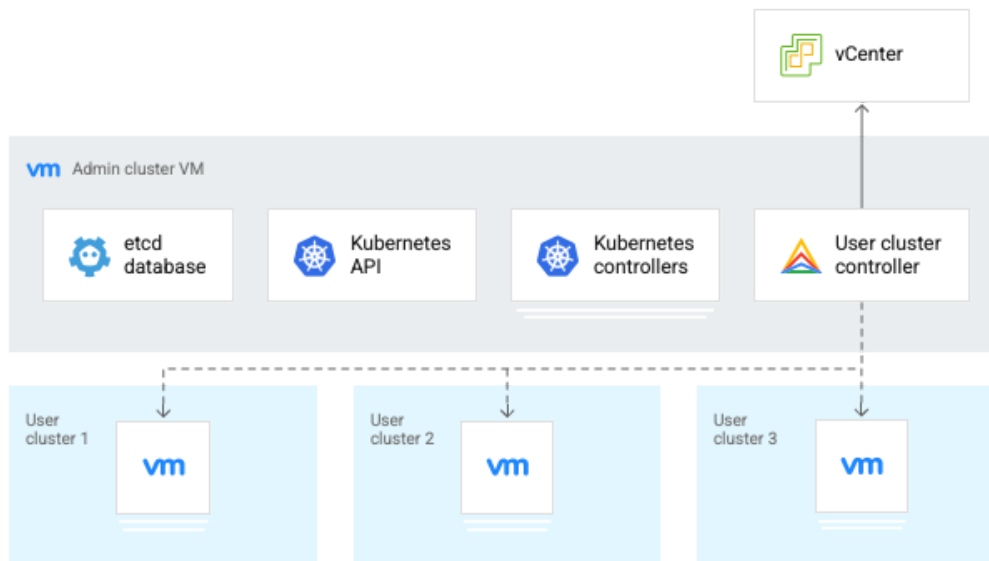 vCenter
vm Admin cluster VM
etcd
database
Kubernetes
API
Kubernetes
controllers
User cluster
controller
User
cluster 1
vm
User
cluster 2
vm
User
cluster 3
vm